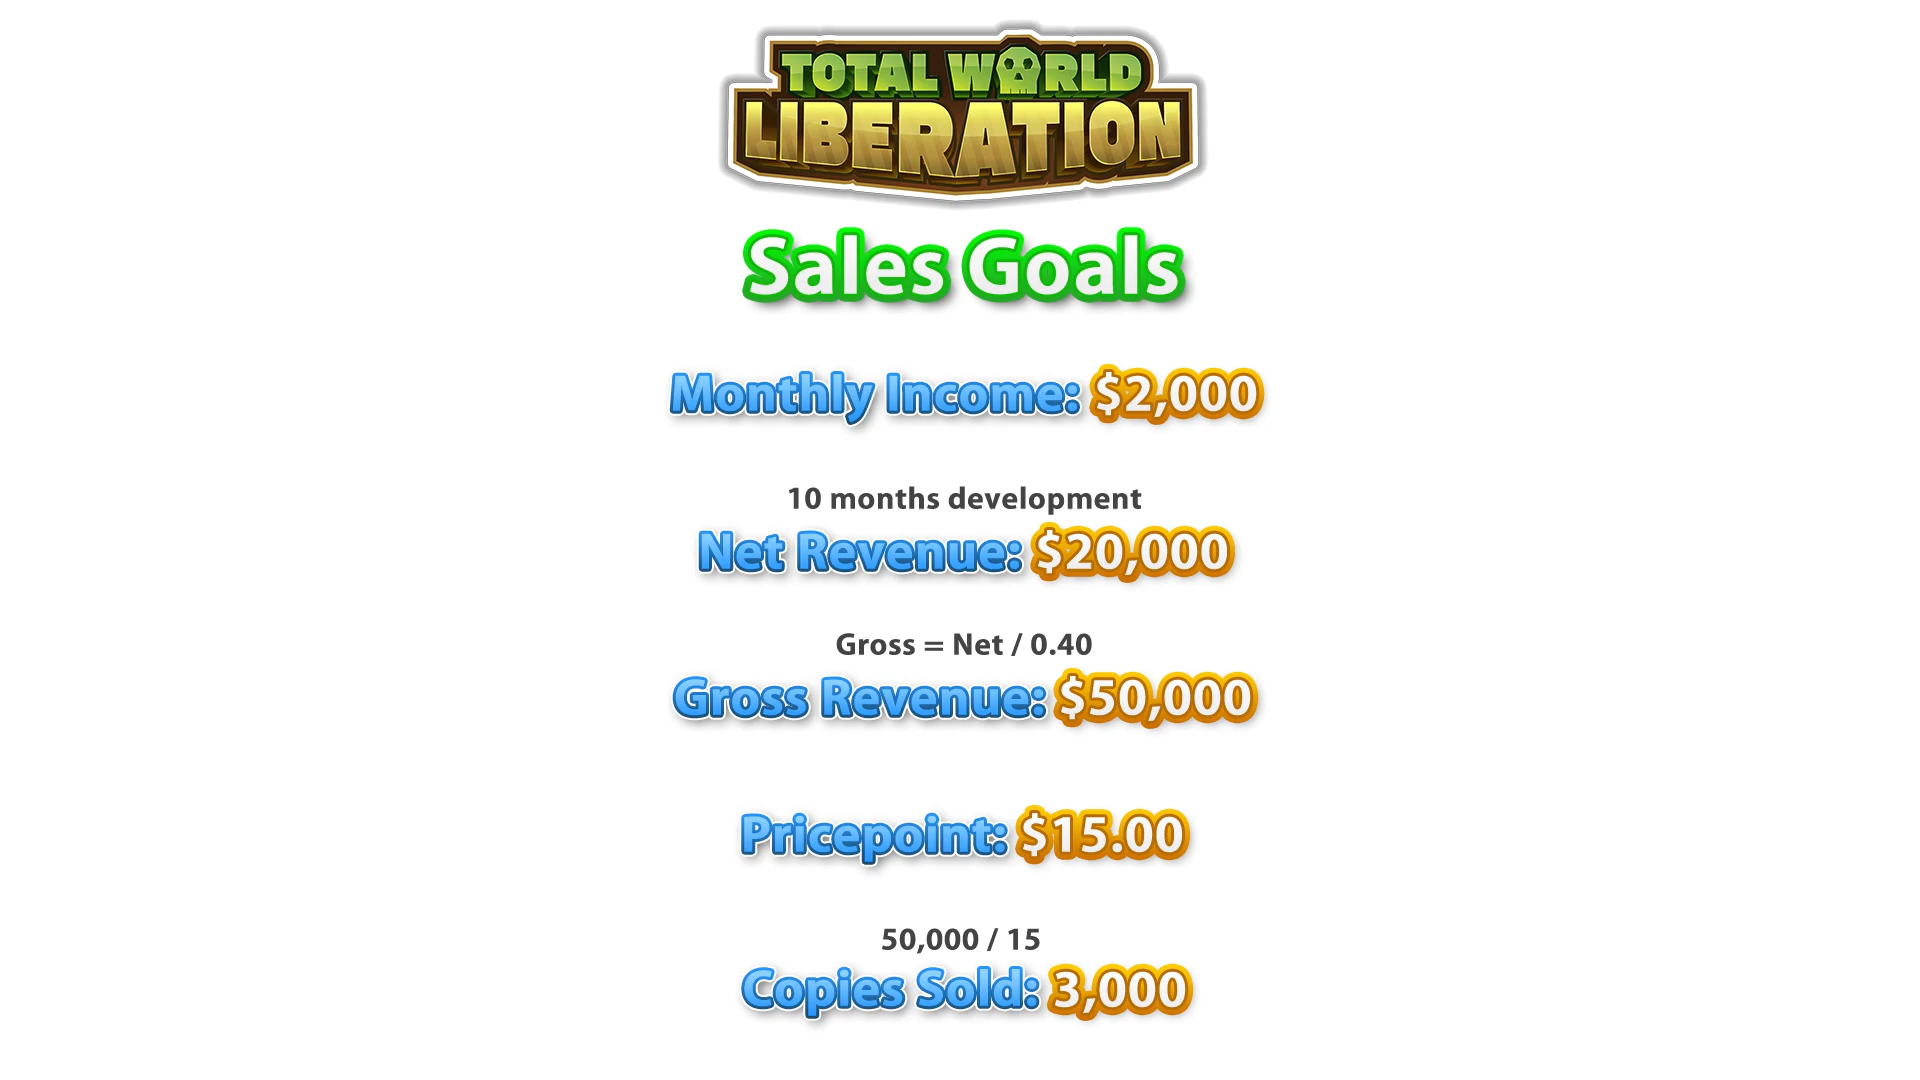 TOTAL WORLD
LIBERATION
Sales Goals
Monthly Income: $2,000
10 months development
Net Revenue: $20,000
Gross = Net / 0.40
Gross Revenue: $50,000
Pricepoint: $15.00
50,000 / 15
Copies Sold: 3,000